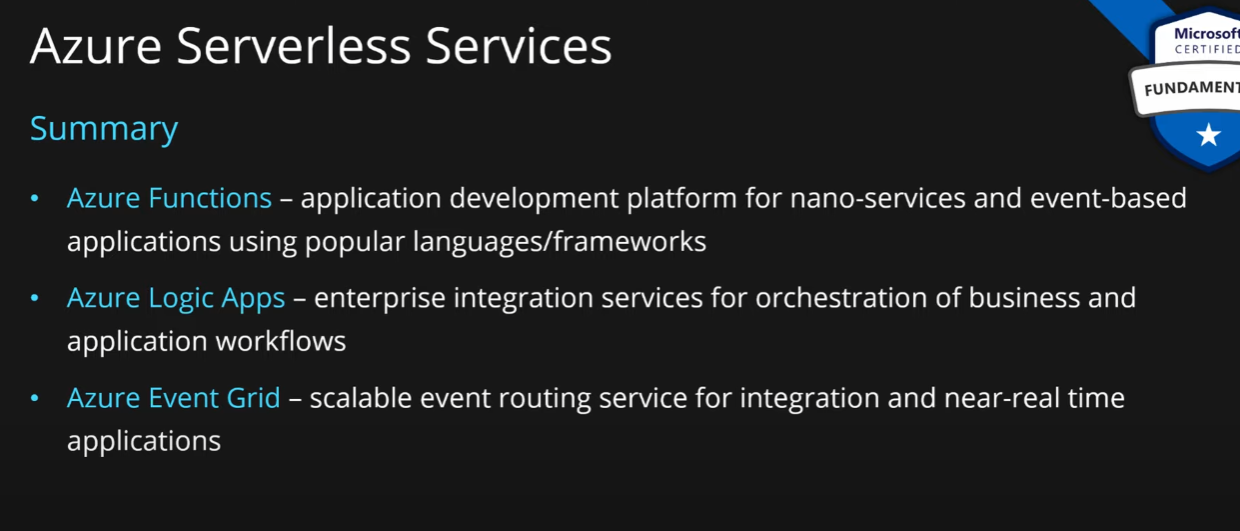 Azure Serverless Services
Microsoft
CERTIFIED
FUNDAMENT
Summary
• Azure Functions – application development platform for nano-services and event-based
applications using popular languages/frameworks
• Azure Logic Apps – enterprise integration services for orchestration of business and
application workflows
• Azure Event Grid – scalable event routing service for integration and near-real time
applications